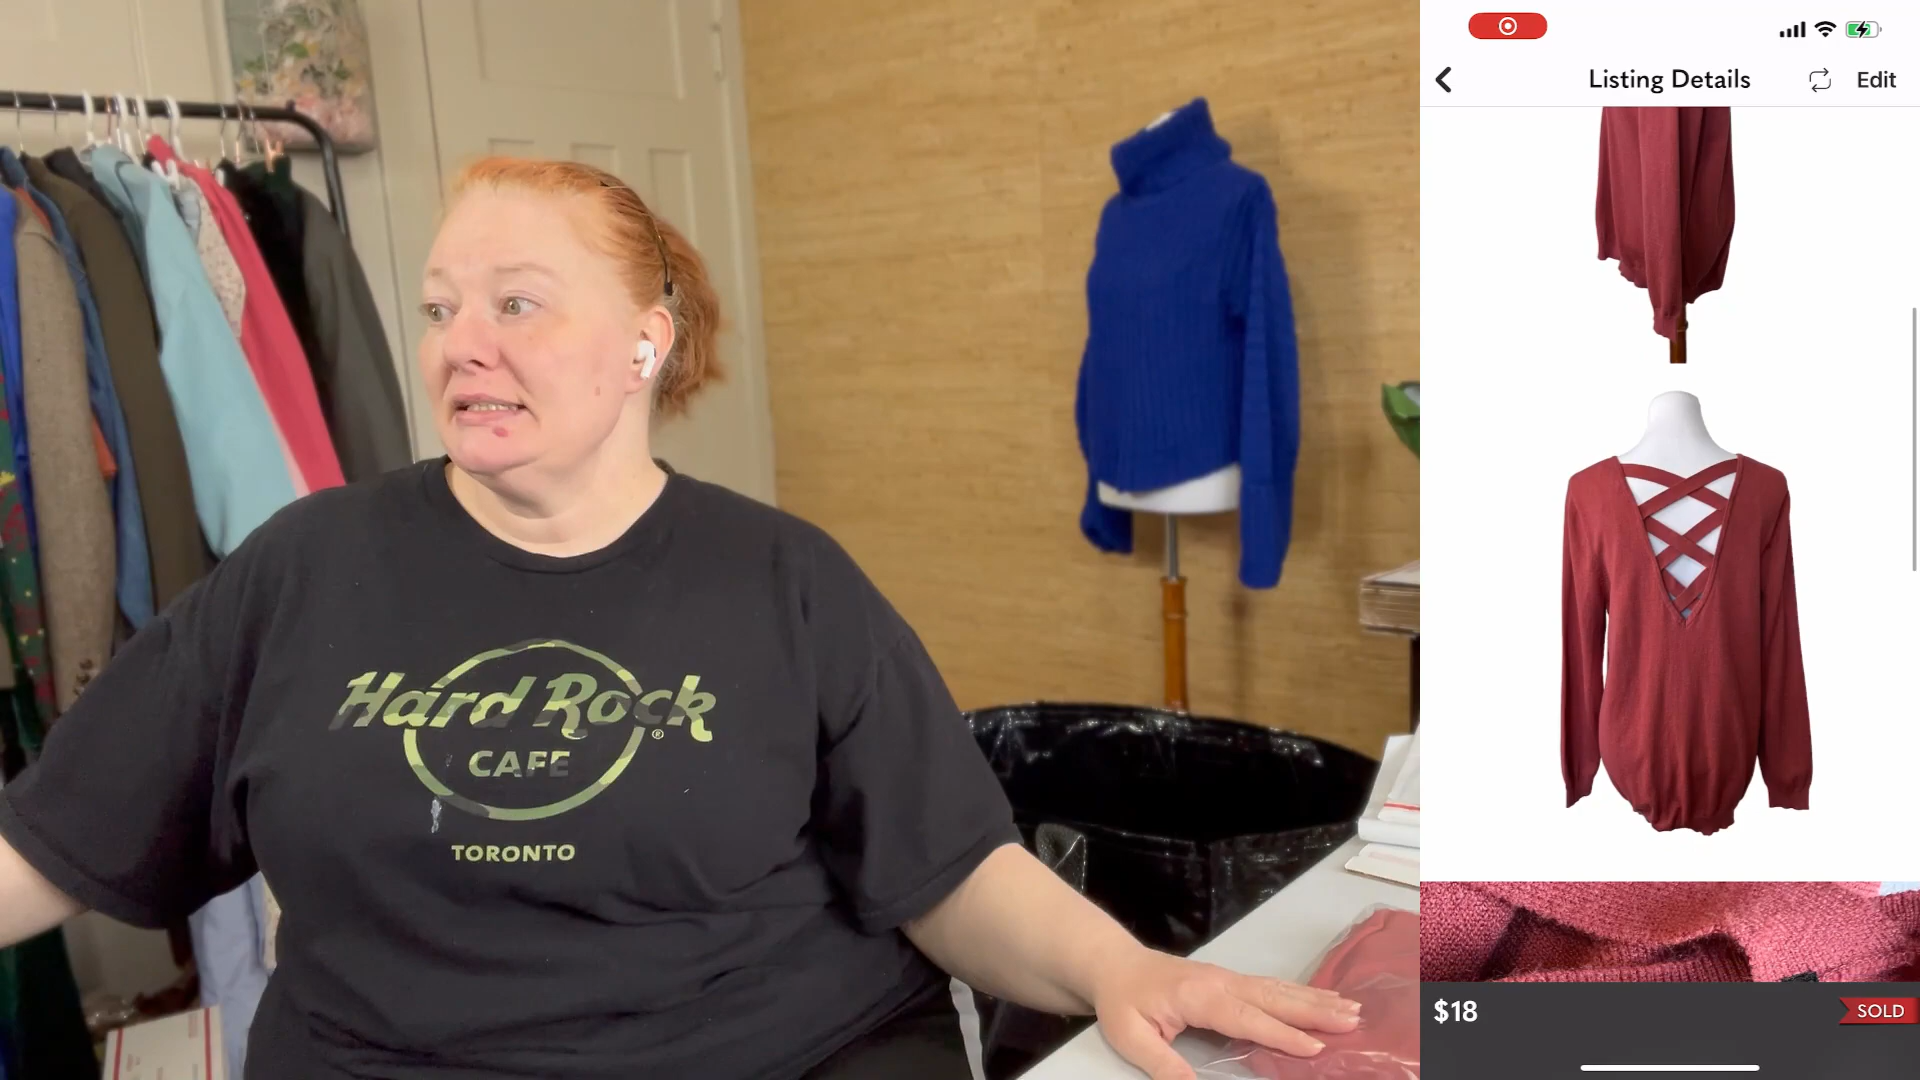 Hard Rock
CAFE
TORONTO
Listing Details
Edit
$18
SOLD